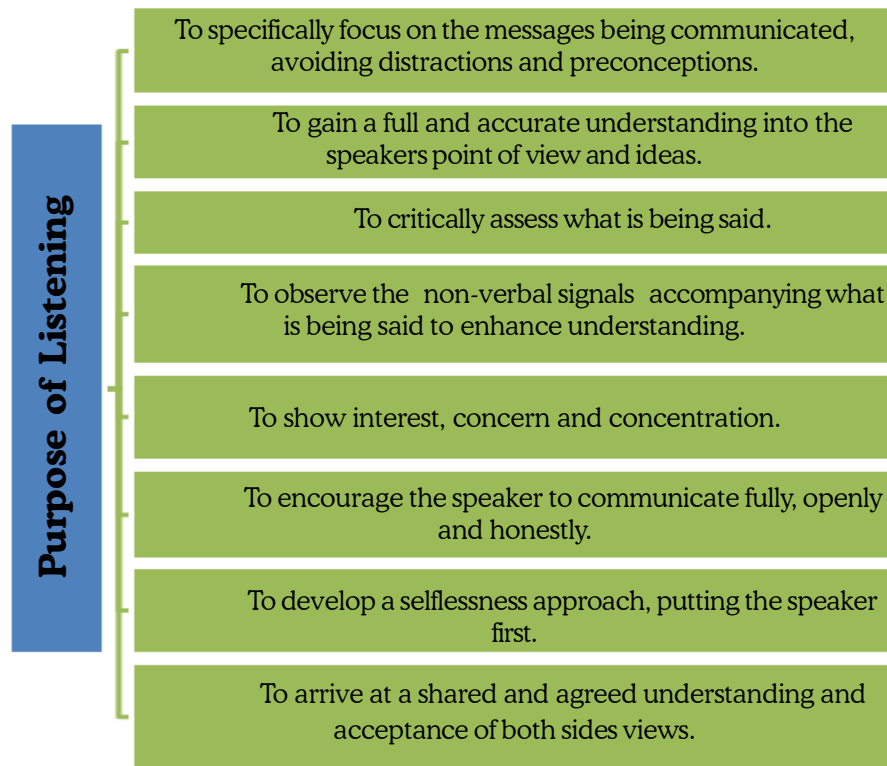 Purpose of Listening
To specifically focus on the messages being communicated,
avoiding distractions and preconceptions.
To gain a full and accurate understanding into the
speakers point of view and ideas.
To critically assess what is being said.
To observe the non-verbal signals accompanying what
is being said to enhance understanding.
To show interest, concern and concentration.
To encourage the speaker to communicate fully, openly
and honestly.
To develop a selflessness approach, putting the speaker
first.
To arrive at a shared and agreed understanding and
acceptance of both sides views.